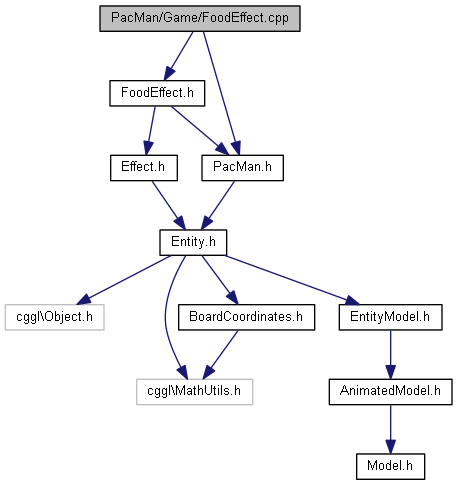 PacMan/Game/FoodEffect.cpp
FoodEffect.h
Effect.h
PacMan.h
Entity.h
cggl\Object.h
BoardCoordinates.h
EntityModel.h
cggl\MathUtils.h
AnimatedModel.h
Model.h